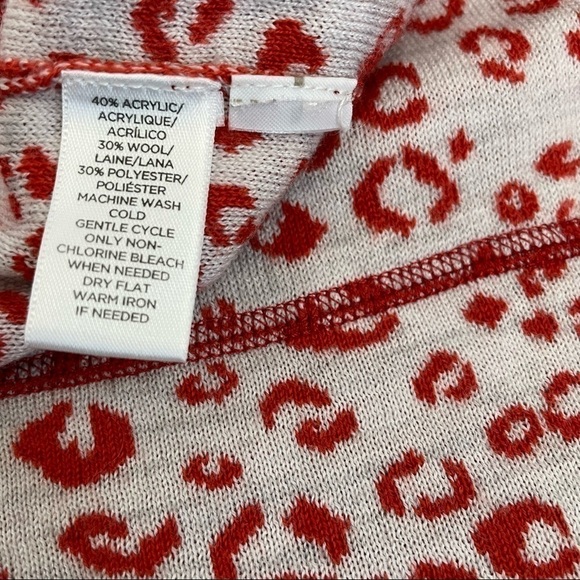 40% ACRYLIC/
ACRYLIQUE/
ACRÍLICO
30% WOOL/
LAINE/LANA
30% POLYESTER/
POLIÉSTER
MACHINE WASH
COLD
GENTLE CYCLE
ONLY NON-
CHLORINE BLEACH
WHEN NEEDED
DRY FLAT
WARM IRON
IF NEEDED